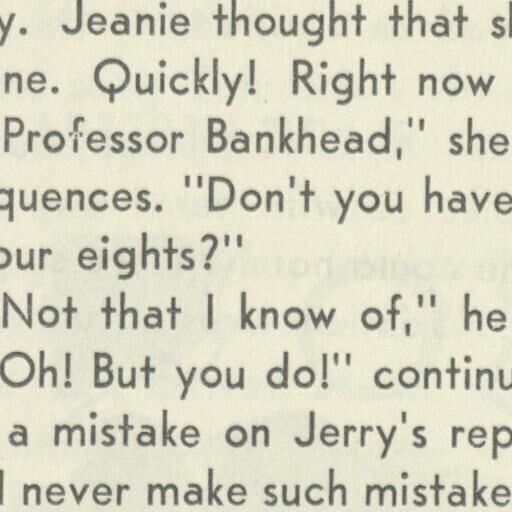 y. Jeanie thought that sh
ne. Quickly! Right now
Professor Bankhead," she
quences. "Don't you have
our eights?"
Not that I know of," he
Oh! But you do!" continu
a mistake on Jerry's rep
never make such mistake